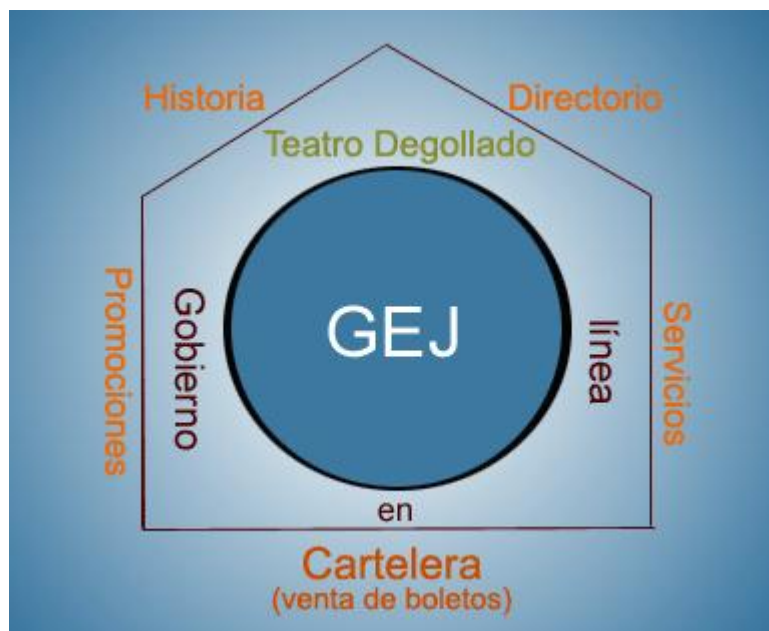 Historia
Directorio
Teatro Degollado
Promociones
Gobierno
GEJ
línea
Servicios
en
Cartelera
(venta de boletos)